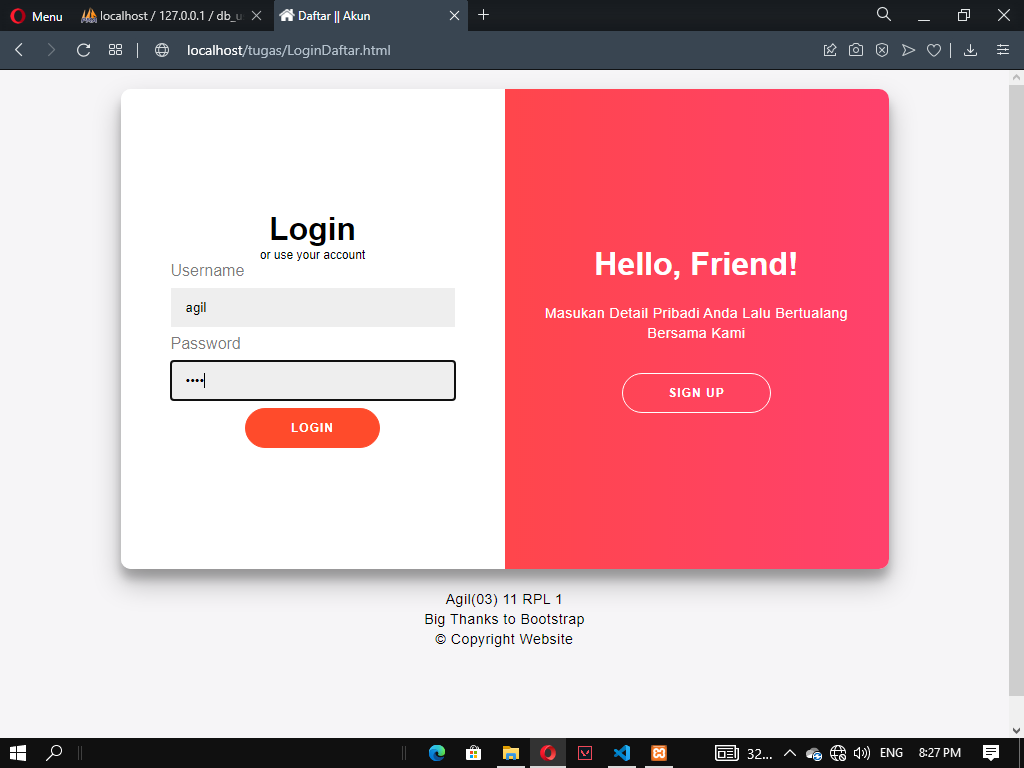 Menu
localhost / 127.0.0.1 / db_u
Daftar || Akun
localhost/tugas/LoginDaftar.html
Login
or use your account
Username
agil
Password
••••
LOGIN
Hello, Friend!
Masukan Detail Pribadi Anda Lalu Bertualang
Bersama Kami
SIGN UP
Agil(03) 11 RPL 1
Big Thanks to Bootstrap
© Copyright Website
32...
ENG
8:27 PM